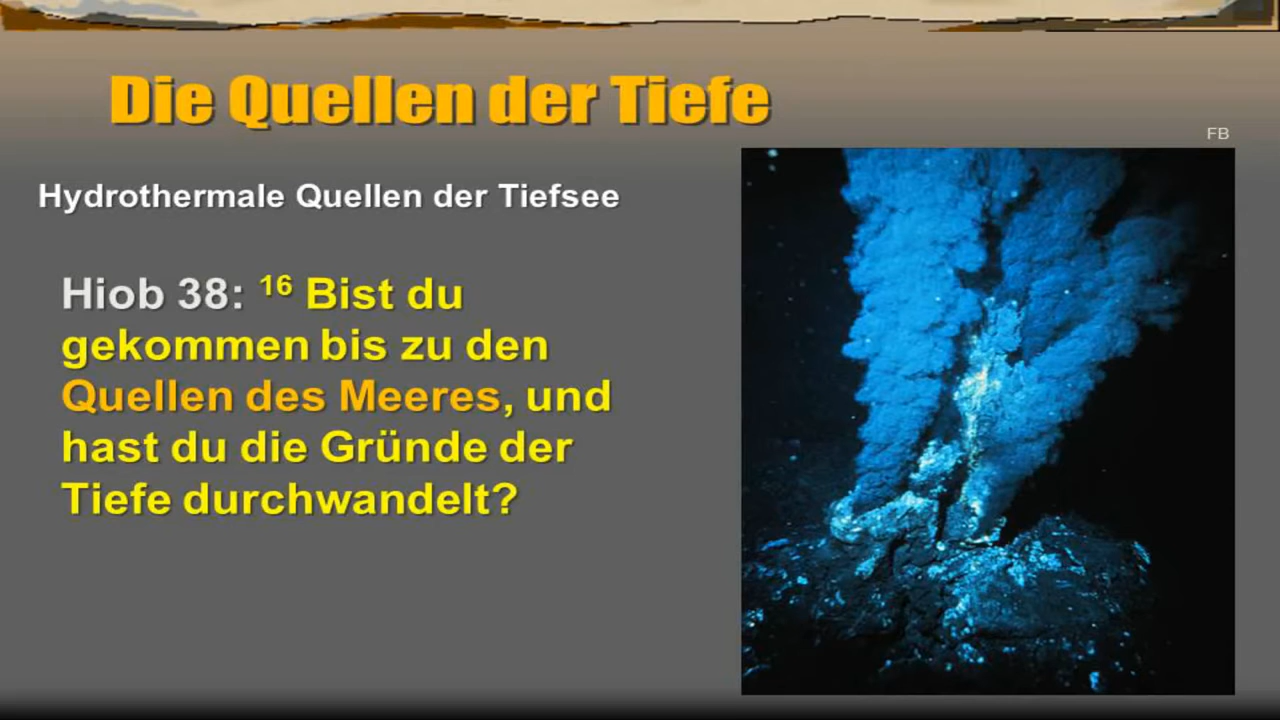 Die Quellen der Tiefe
FB
Hydrothermale Quellen der Tiefsee
Hiob 38: 16 Bist du
gekommen bis zu den
Quellen des Meeres, und
hast du die Gründe der
Tiefe durchwandelt?